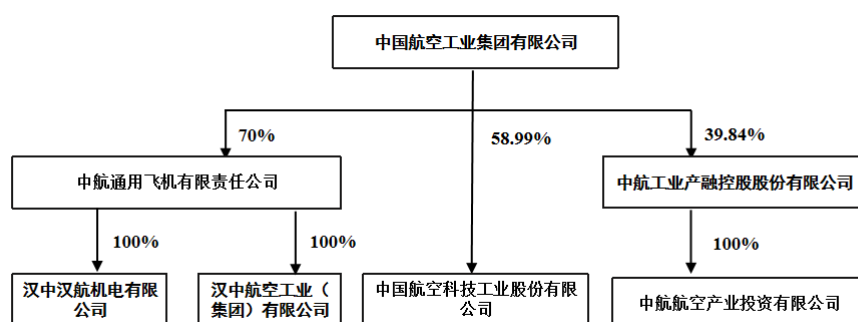 中国航空工业集团有限公司
70%
58.99%
39.84%
中航通用飞机有限责任公司
中航工业产融控股股份有限公司
100%
100%
100%
汉中汉航机电有限
公司
汉中航空工业（
集团）有限公司
中国航空科技工业股份有限
公司
中航航空产业投资有限公司